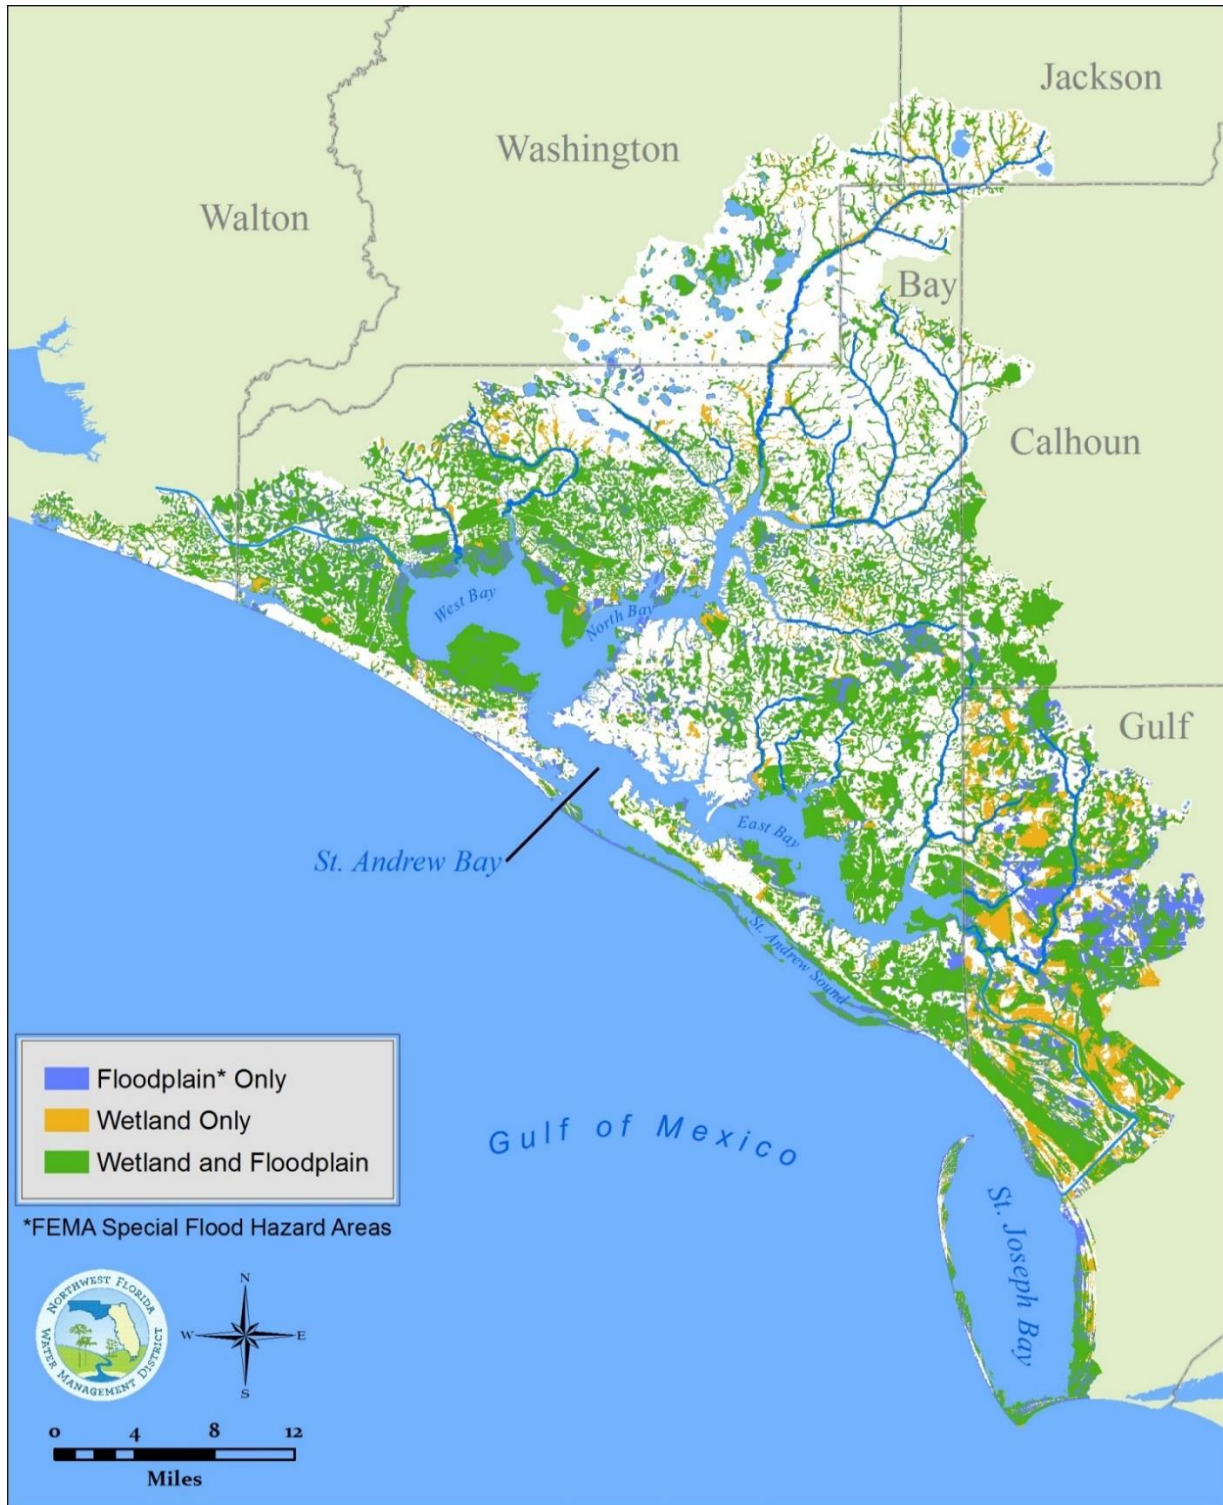 Jackson
Washington
Walton
Bay
Calhoun
West Bay
North Bay
Gulf
East Bay
St. Andrew Bay
St. Andrew Sound
Floodplain* Only
Wetland Only
Wetland and Floodplain
Gulf of Mexico
*FEMA Special Flood Hazard Areas
St. Joseph Bay
NORTHWEST FLORIDA
WATER MANAGEMENT DISTRICT
N
W E
S
0 4 8 12
Miles